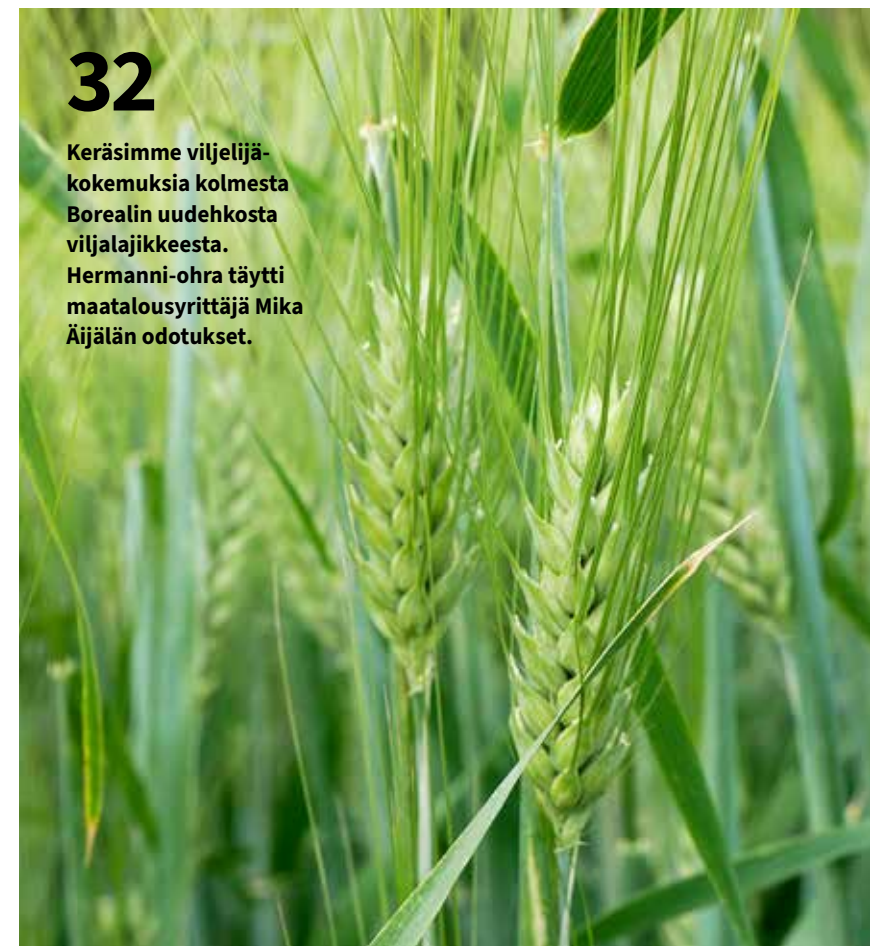 32
Keräsimme viljelijä-
kokemuksia kolmesta
Borealin uudehkosta
viljalajikkeesta.
Hermanni-ohra täytti
maatalousyrittäjä Mika
Äijälän odotukset.